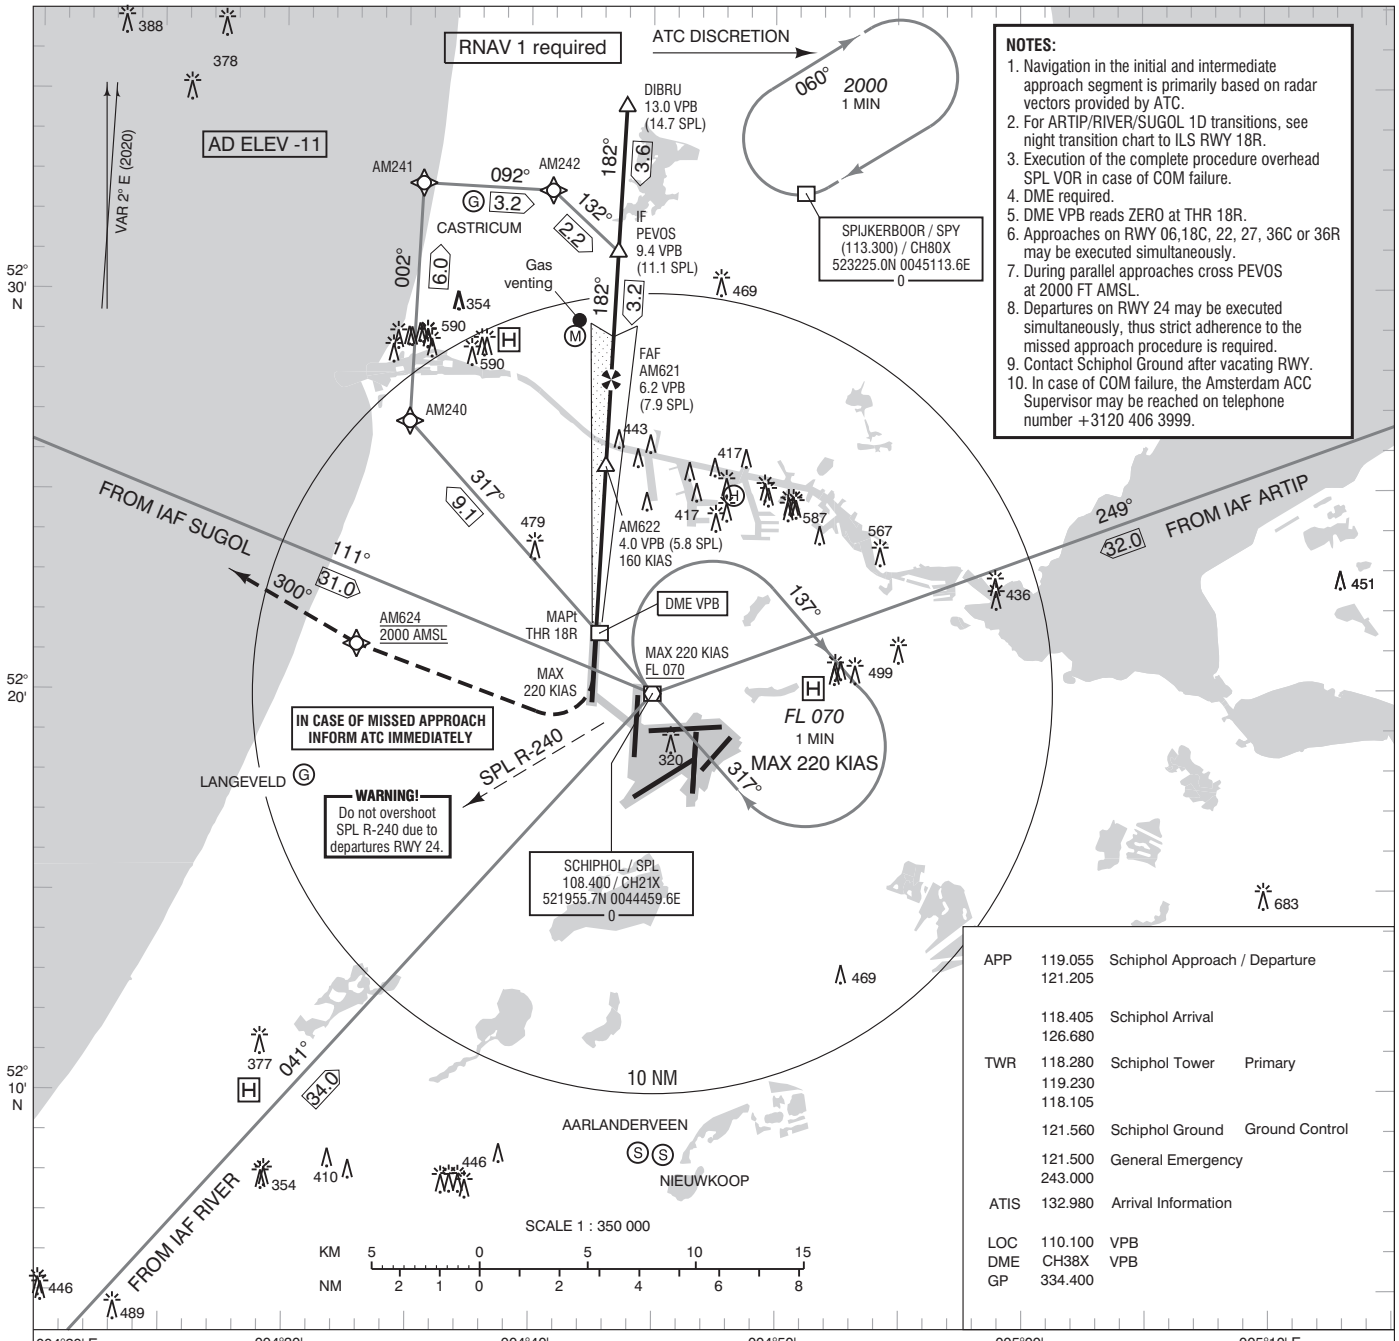 388
378
RNAV 1 required
ATC DISCRETION
060°
2000
1 MIN
VAR 2° E (2020)
AD ELEV -11
DIBRU
13.0 VPB
(14.7 SPL)
182°
3.6
AM241
092°
AM242
G
3.2
CASTRICUM
132°
2.2
IF
PEVOS
9.4 VPB
(11.1 SPL)
002°
6.0
Gas
venting
182°
3.2
SPIJKERBOOR / SPY
(113.300) / CH80X
523225.0N 0045113.6E
0
NOTES:
1. Navigation in the initial and intermediate
approach segment is primarily based on radar
vectors provided by ATC.
2. For ARTIP/RIVER/SUGOL 1D transitions, see
night transition chart to ILS RWY 18R.
3. Execution of the complete procedure overhead
SPL VOR in case of COM failure.
4. DME required.
5. DME VPB reads ZERO at THR 18R.
6. Approaches on RWY 06,18C, 22, 27, 36C or 36R
may be executed simultaneously.
7. During parallel approaches cross PEVOS
at 2000 FT AMSL.
8. Departures on RWY 24 may be executed
simultaneously, thus strict adherence to the
missed approach procedure is required.
9. Contact Schiphol Ground after vacating RWY.
10. In case of COM failure, the Amsterdam ACC
Supervisor may be reached on telephone
number +3120 406 3999.
52°
30'
N
354
469
590
H
590
M
FAF
AM621
6.2 VPB
(7.9 SPL)
AM240
443
417
H
417
587
567
FROM IAF SUGOL
317°
9.1
479
AM622
4.0 VPB (5.8 SPL)
160 KIAS
249°
FROM IAF ARTIP
32.0
111°
31.0
300°
436
451
AM624
2000 AMSL
MAPt
THR 18R
DME VPB
137°
MAX 220 KIAS
FL 070
MAX
220 KIAS
499
H
52°
20'
FL 070
1 MIN
MAX 220 KIAS
317°
320
IN CASE OF MISSED APPROACH
INFORM ATC IMMEDIATELY
SPL R-240
LANGEVELD
G
WARNING!
Do not overshoot
SPL R-240 due to
departures RWY 24.
SCHIPHOL / SPL
108.400 / CH21X
521955.7N 0044459.6E
0
683
469
377
041°
34.0
H
10 NM
52°
10'
N
AARLANDERVEEN
S
S
NIEUWKOOP
354
410
446
FROM IAF RIVER
446
489
SCALE 1 : 350 000
KM 5 0 5 10 15
NM 2 1 0 2 4 6 8
APP 119.055 Schiphol Approach / Departure
121.205
118.405 Schiphol Arrival
126.680
TWR 118.280 Schiphol Tower Primary
119.230
118.105
121.560 Schiphol Ground Ground Control
121.500 General Emergency
243.000
ATIS 132.980 Arrival Information
LOC 110.100 VPB
DME CH38X VPB
GP 334.400